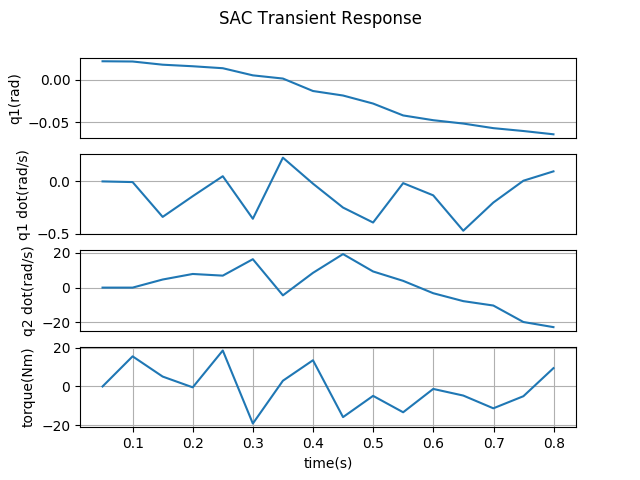 SAC Transient Response
q1(rad)
0.00
−0.05
q1 dot(rad/s)
0.0
−0.5
q2 dot(rad/s)
20
0
−20
torque(Nm)
20
0
−20
0.1 0.2 0.3 0.4 0.5 0.6 0.7 0.8
time(s)